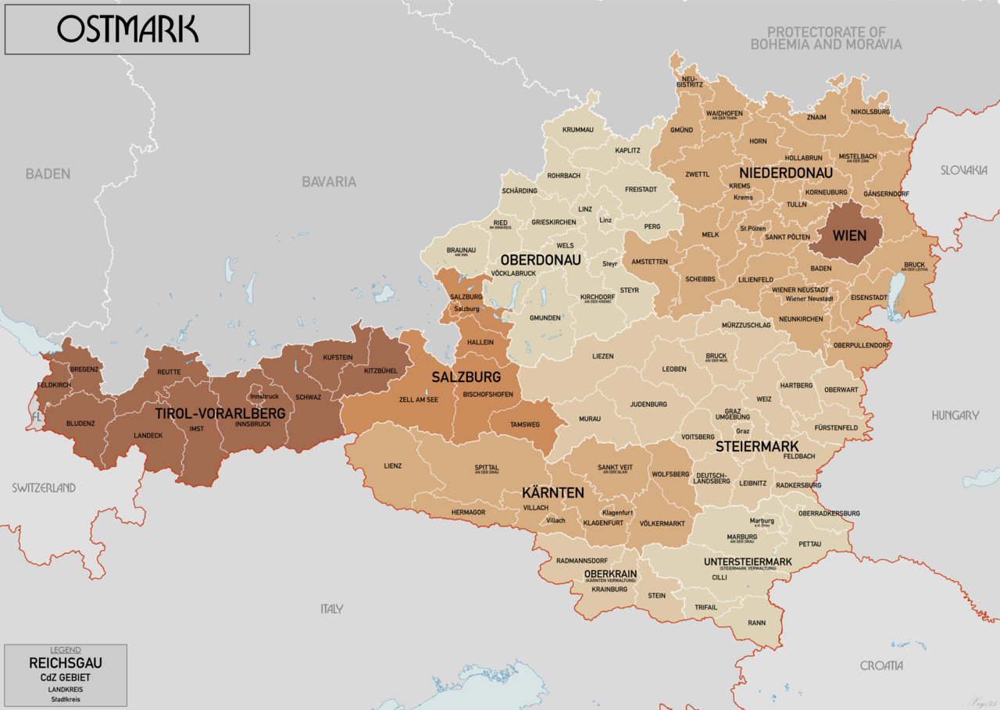 OSTMARK
PROTECTORATE OF
BOHEMIA AND MORAVIA
BADEN
BAVARIA
SLOVAKIA
HUNGARY
CROATIA
ITALY
SWITZERLAND
FL
NIEDERDONAU
NEU-
BISTRITZ
WAIDHOFEN
AN DER THAYA
GMÜND
ZNAIM
NIKOLSBURG
HORN
HOLLABRUN
MISTELBACH
AN DER ZAYA
ZWETTL
KREMS
Krems
KORNEUBURG
GÄNSERNDORF
TULLN
MELK
St.Pölten
SANKT PÖLTEN
AMSTETTEN
SCHEIBBS
LILIENFELD
BADEN
BRUCK
AN DER LEITHA
WIENER NEUSTADT
Wiener Neustadt
EISENSTADT
NEUNKIRCHEN
OBERPULLENDORF
WIEN
OBERDONAU
KRUMMAU
KAPLITZ
ROHRBACH
FREISTADT
SCHÄRDING
LINZ
Linz
RIED
IM INNKREIS
GRIESKIRCHEN
PERG
BRAUNAU
AM INN
WELS
VÖCKLABRUCK
Steyr
STEYR
KIRCHDORF
AN DER KREMS
GMUNDEN
SALZBURG
SALZBURG
Salzburg
HALLEIN
ZELL AM SEE
BISCHOFSHOFEN
TAMSWEG
TIROL-VORARLBERG
BREGENZ
FELDKIRCH
BLUDENZ
REUTTE
LANDECK
IMST
Innsbruck
INNSBRUCK
SCHWAZ
KUFSTEIN
KITZBÜHEL
STEIERMARK
MÜRZZUSCHLAG
LIEZEN
LEOBEN
BRUCK
AN DER MUR.
HARTBERG
OBERWART
WEIZ
JUDENBURG
MURAU
GRAZ
UMGEBUNG
Graz
VOITSBERG
FÜRSTENFELD
FELDBACH
DEUTSCH-
LANDSBERG
LEIBNITZ
RADKERSBURG
KÄRNTEN
LIENZ
SPITTAL
AN DER DRAU
SANKT VEIT
AN DER GLAN
WOLFSBERG
HERMAGOR
VILLACH
Villach
Klagenfurt
KLAGENFURT
VÖLKERMARKT
OBERKRAIN
(KÄRNTEN VERWALTUNG)
RADMANNSDORF
KRAINBURG
STEIN
UNTERSTEIERMARK
(STEIERMARK VERWALTUNG)
Marburg
a.d. Drau
MARBURG
AN DER DRAU
OBERRADKERSBURG
PETTAU
CILLI
TRIFAIL
RANN
LEGEND
REICHSGAU
CdZ GEBIET
LANDKREIS
Stadtkreis